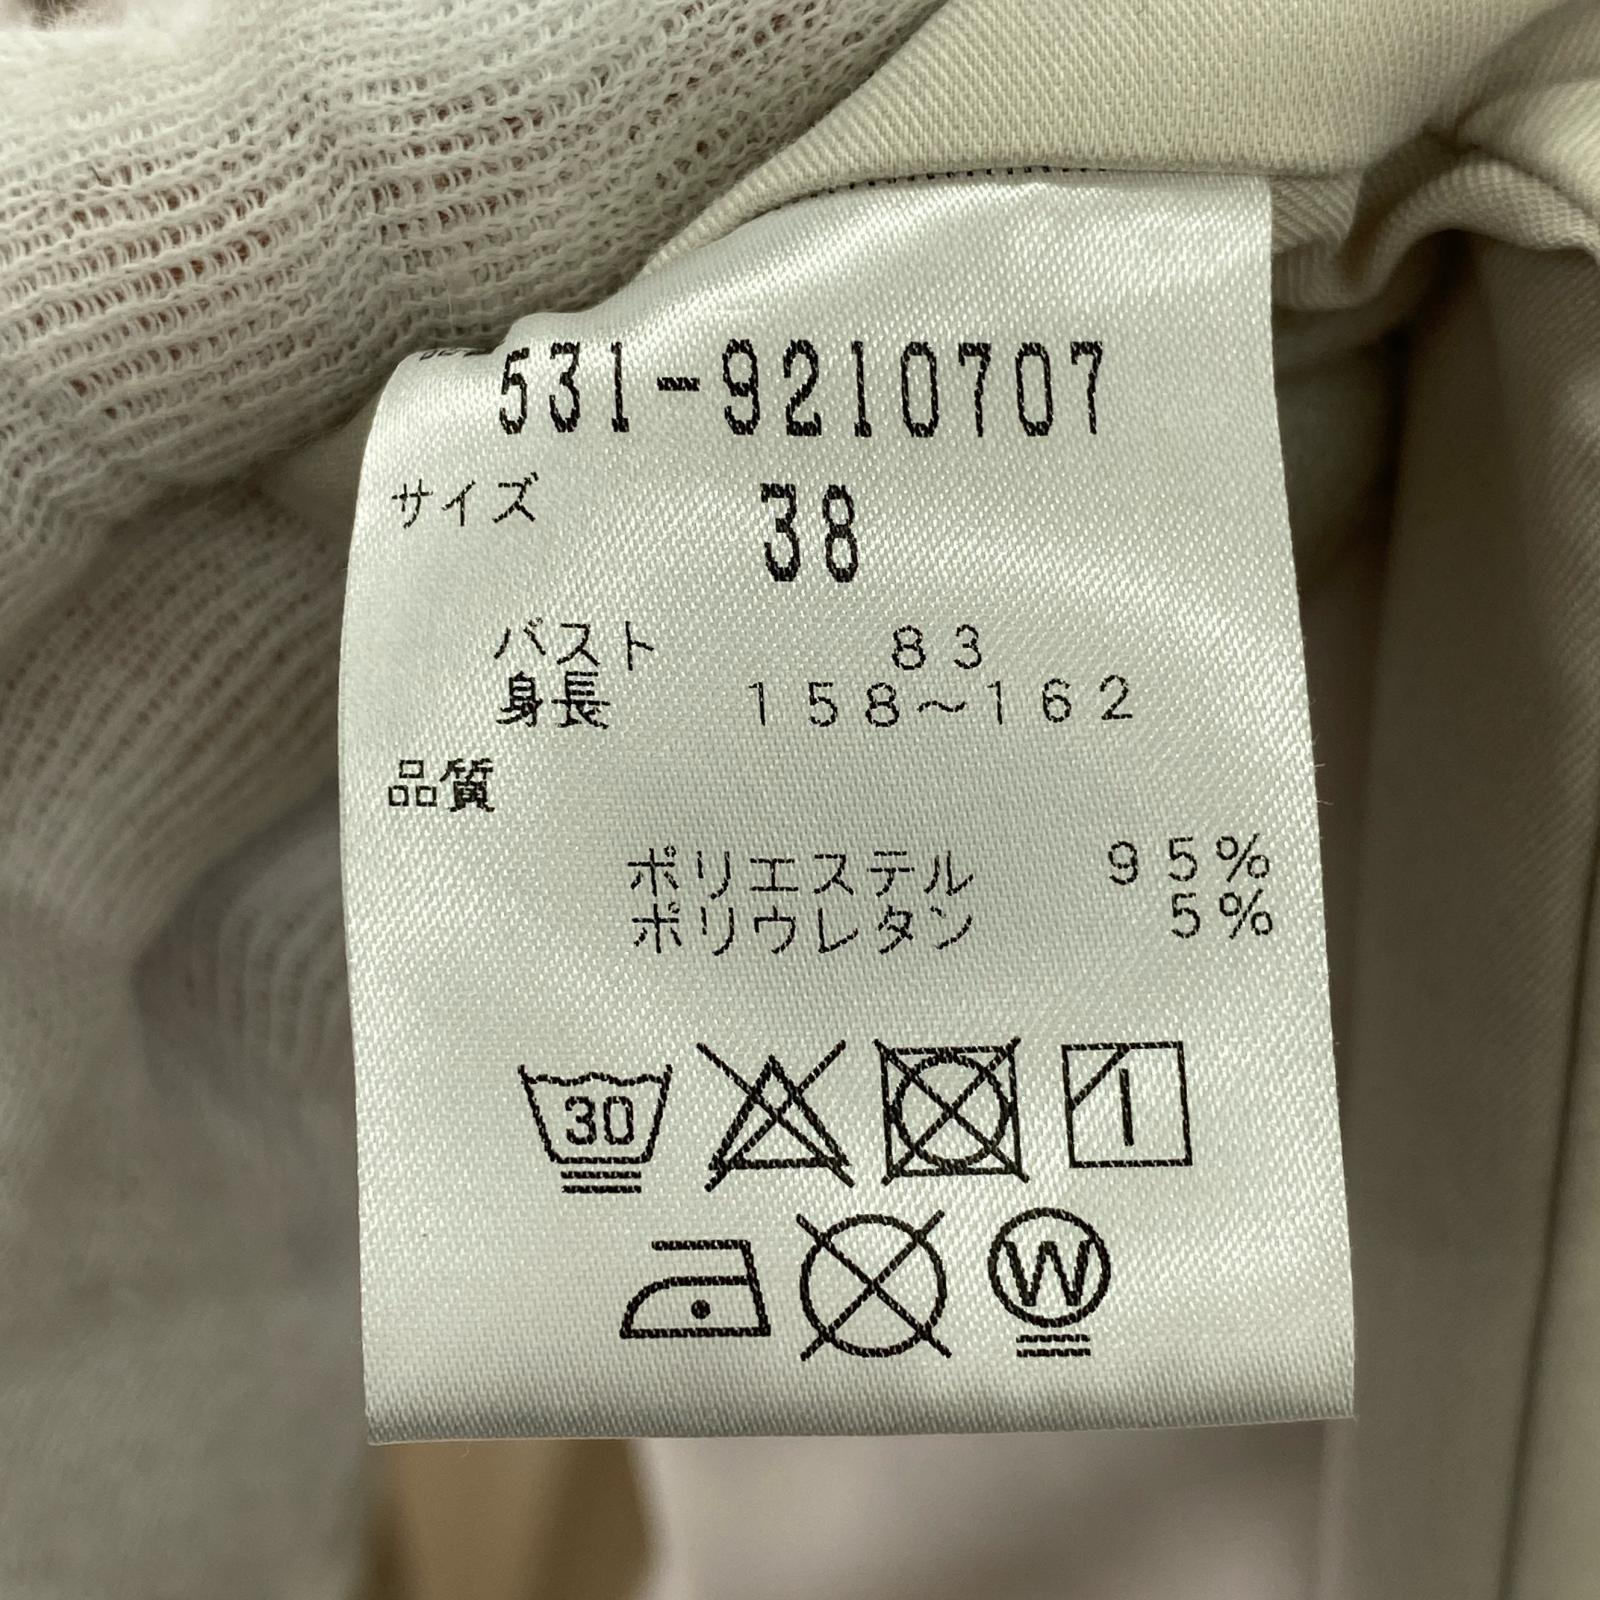 531-9210707
サイズ 38
バスト 83
身長 158〜162
品質
ポリエステル 95%
ポリウレタン 5%
30
W